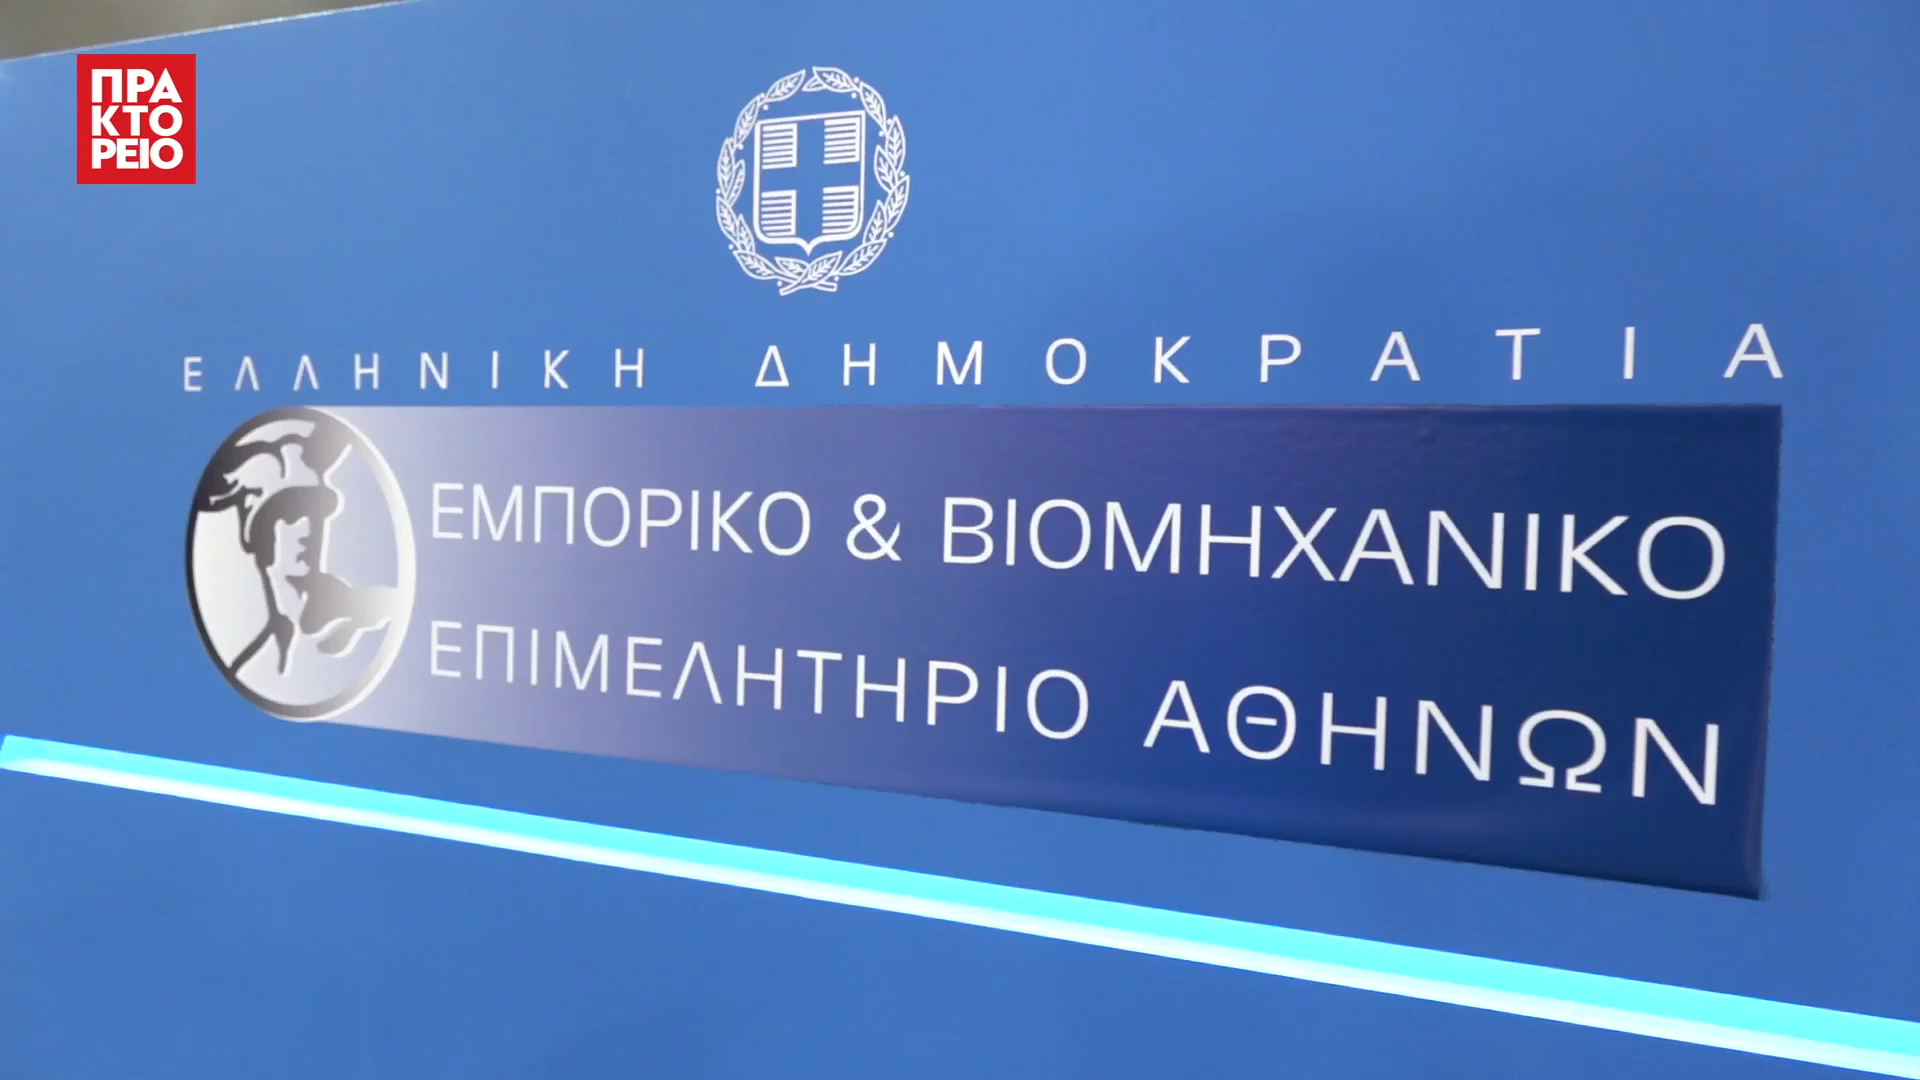 ΠΡΑ
ΚΤΟ
ΡΕΙΟ
ΕΛΛΗΝΙΚΗ ΔΗΜΟΚΡΑΤΙΑ
ΕΜΠΟΡΙΚΟ & ΒΙΟΜΗΧΑΝΙΚΟ
ΕΠΙΜΕΛΗΤΗΡΙΟ ΑΘΗΝΩΝ